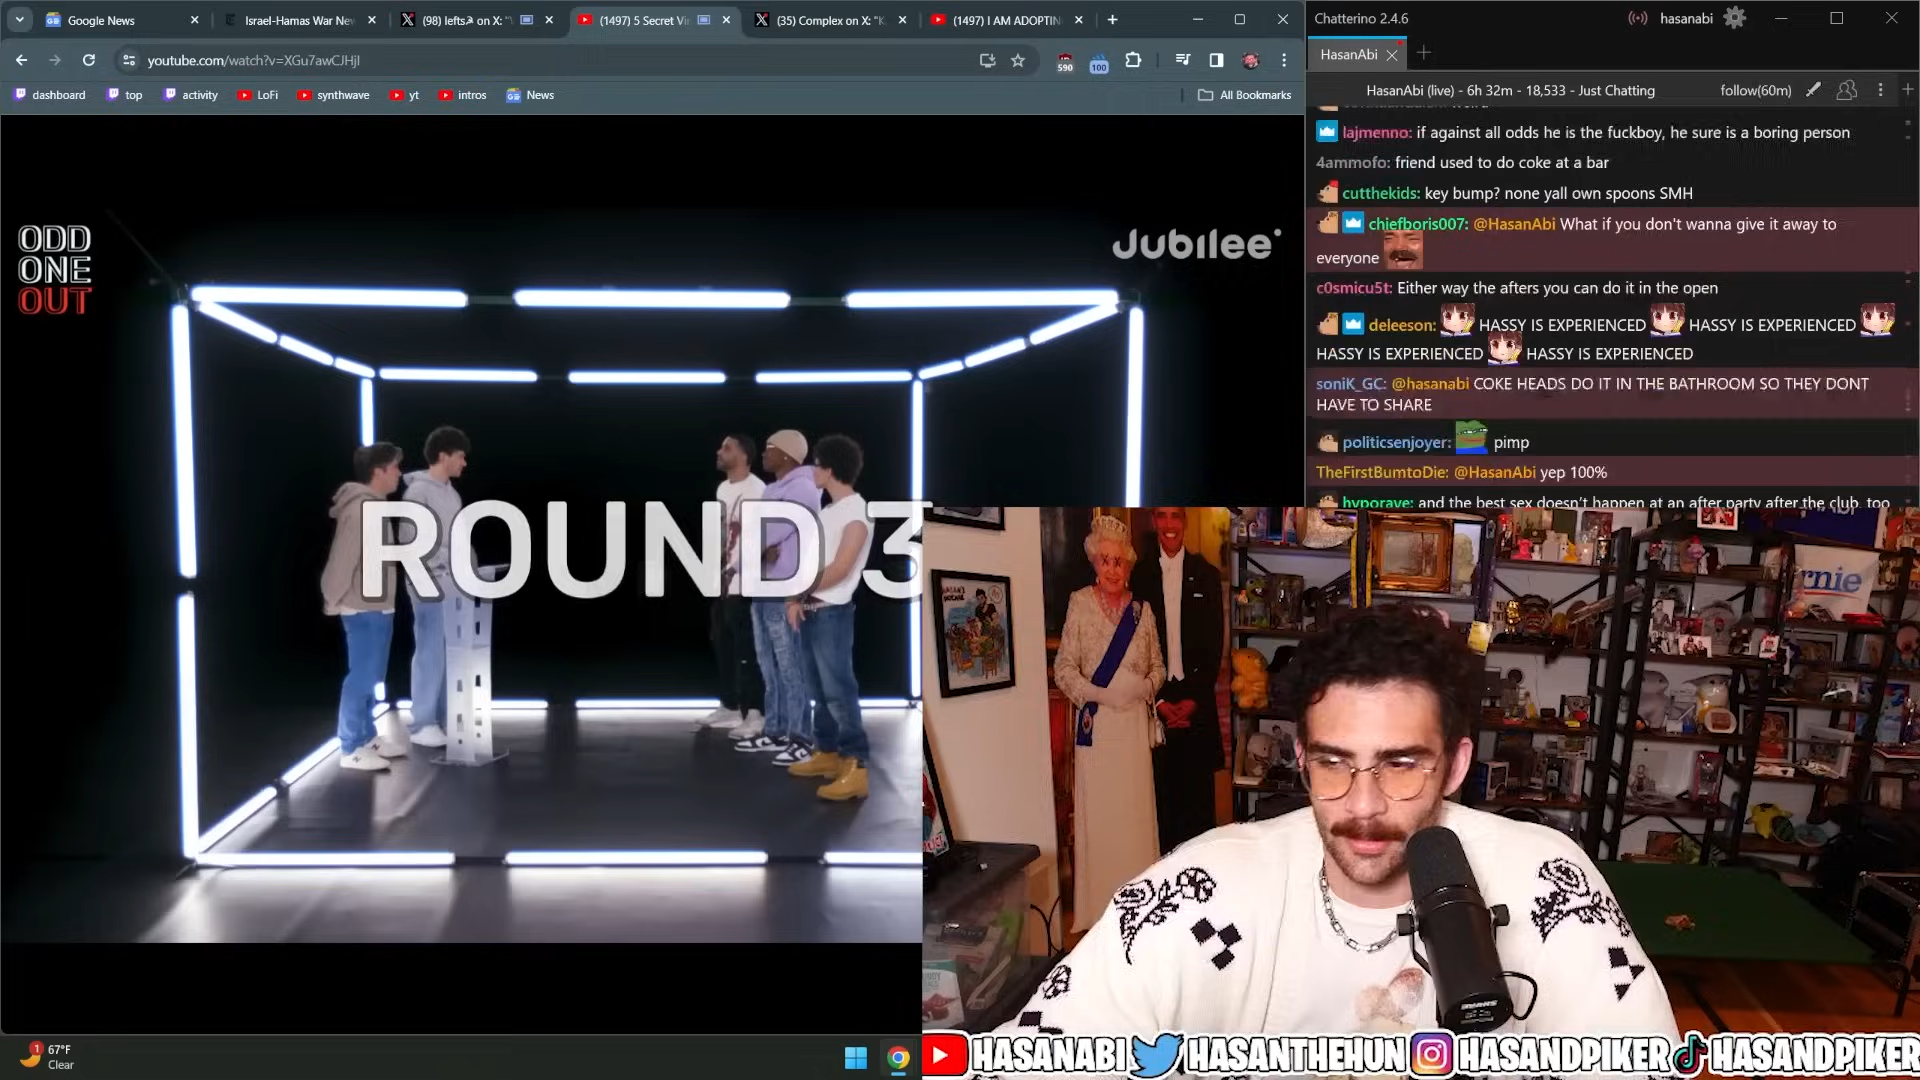 Google News
Israel-Hamas War Nev
(98) lefts☭ on X: "
(1497) 5 Secret Vi
(35) Complex on X: "K
(1497) I AM ADOPTIN
youtube.com/watch?v=XGu7awCJHjI
590
100
dashboard
top
activity
LoFi
synthwave
yt
intros
News
All Bookmarks
ODD
ONE
OUT
Jubilee
ROUND 3
Chatterino 2.4.6
hasanabi
HasanAbi
HasanAbi (live) - 6h 32m - 18,533 - Just Chatting
follow(60m)
lajmenno: if against all odds he is the fuckboy, he sure is a boring person
4ammofo: friend used to do coke at a bar
cutthekids: key bump? none yall own spoons SMH
chiefboris007: @HasanAbi What if you don't wanna give it away to
everyone
c0smicu5t: Either way the afters you can do it in the open
deleeson: HASSY IS EXPERIENCED HASSY IS EXPERIENCED
HASSY IS EXPERIENCED HASSY IS EXPERIENCED
soniK_GC: @hasanabi COKE HEADS DO IT IN THE BATHROOM SO THEY DONT
HAVE TO SHARE
politicsenjoyer: pimp
TheFirstBumtoDie: @HasanAbi yep 100%
hyporave: and the best sex doesn't happen at an after party after the club, too
rnie
SHURE
1
67°F
Clear
HASANABI
HASANTHEHUN
HASANDPIKER
HASANDPIKER